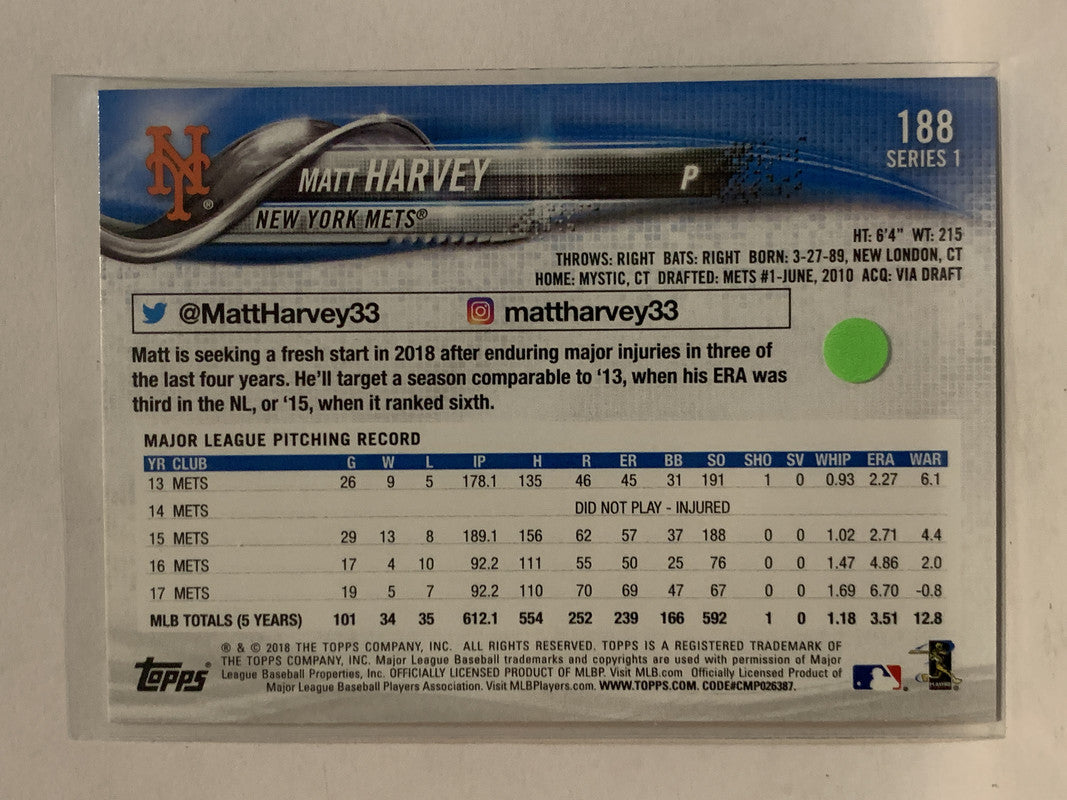 NY ®
188
SERIES 1
MATT HARVEY P
NEW YORK METS®
HT: 6'4" WT: 215
THROWS: RIGHT BATS: RIGHT BORN: 3-27-89, NEW LONDON, CT
HOME: MYSTIC, CT DRAFTED: METS #1-JUNE, 2010 ACQ: VIA DRAFT
@MattHarvey33 mattharvey33
Matt is seeking a fresh start in 2018 after enduring major injuries in three of
the last four years. He'll target a season comparable to '13, when his ERA was
third in the NL, or '15, when it ranked sixth.
MAJOR LEAGUE PITCHING RECORD
YR CLUB G W L IP H R ER BB SO SHO SV WHIP ERA WAR
13 METS 26 9 5 178.1 135 46 45 31 191 1 0 0.93 2.27 6.1
14 METS DID NOT PLAY - INJURED
15 METS 29 13 8 189.1 156 62 57 37 188 0 0 1.02 2.71 4.4
16 METS 17 4 10 92.2 111 55 50 25 76 0 0 1.47 4.86 2.0
17 METS 19 5 7 92.2 110 70 69 47 67 0 0 1.69 6.70 -0.8
MLB TOTALS (5 YEARS) 101 34 35 612.1 554 252 239 166 592 1 0 1.18 3.51 12.8
® & © 2018 THE TOPPS COMPANY, INC. ALL RIGHTS RESERVED. TOPPS IS A REGISTERED TRADEMARK OF
THE TOPPS COMPANY, INC. Major League Baseball trademarks and copyrights are used with permission of Major
League Baseball Properties, Inc. OFFICIALLY LICENSED PRODUCT OF MLBP. Visit MLB.com Officially Licensed Product of
Major League Baseball Players Association. Visit MLBPlayers.com. WWW.TOPPS.COM. CODE#CMP026387.
Topps®
PLAYERS